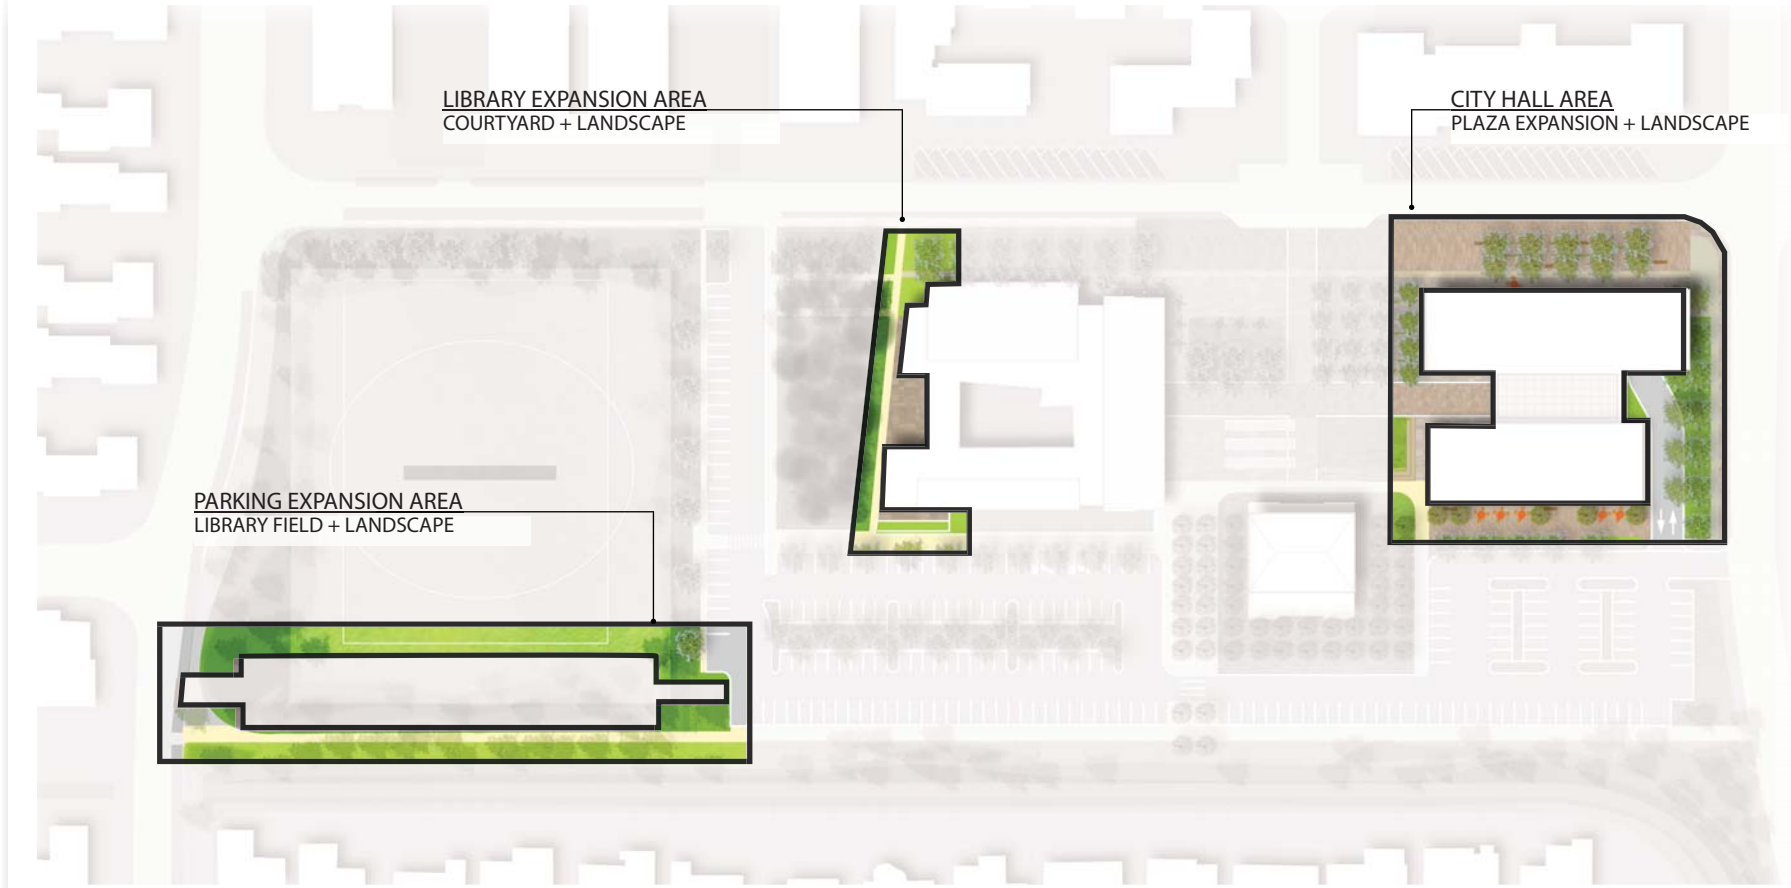 LIBRARY EXPANSION AREA
COURTYARD + LANDSCAPE
CITY HALL AREA
PLAZA EXPANSION + LANDSCAPE
PARKING EXPANSION AREA
LIBRARY FIELD + LANDSCAPE